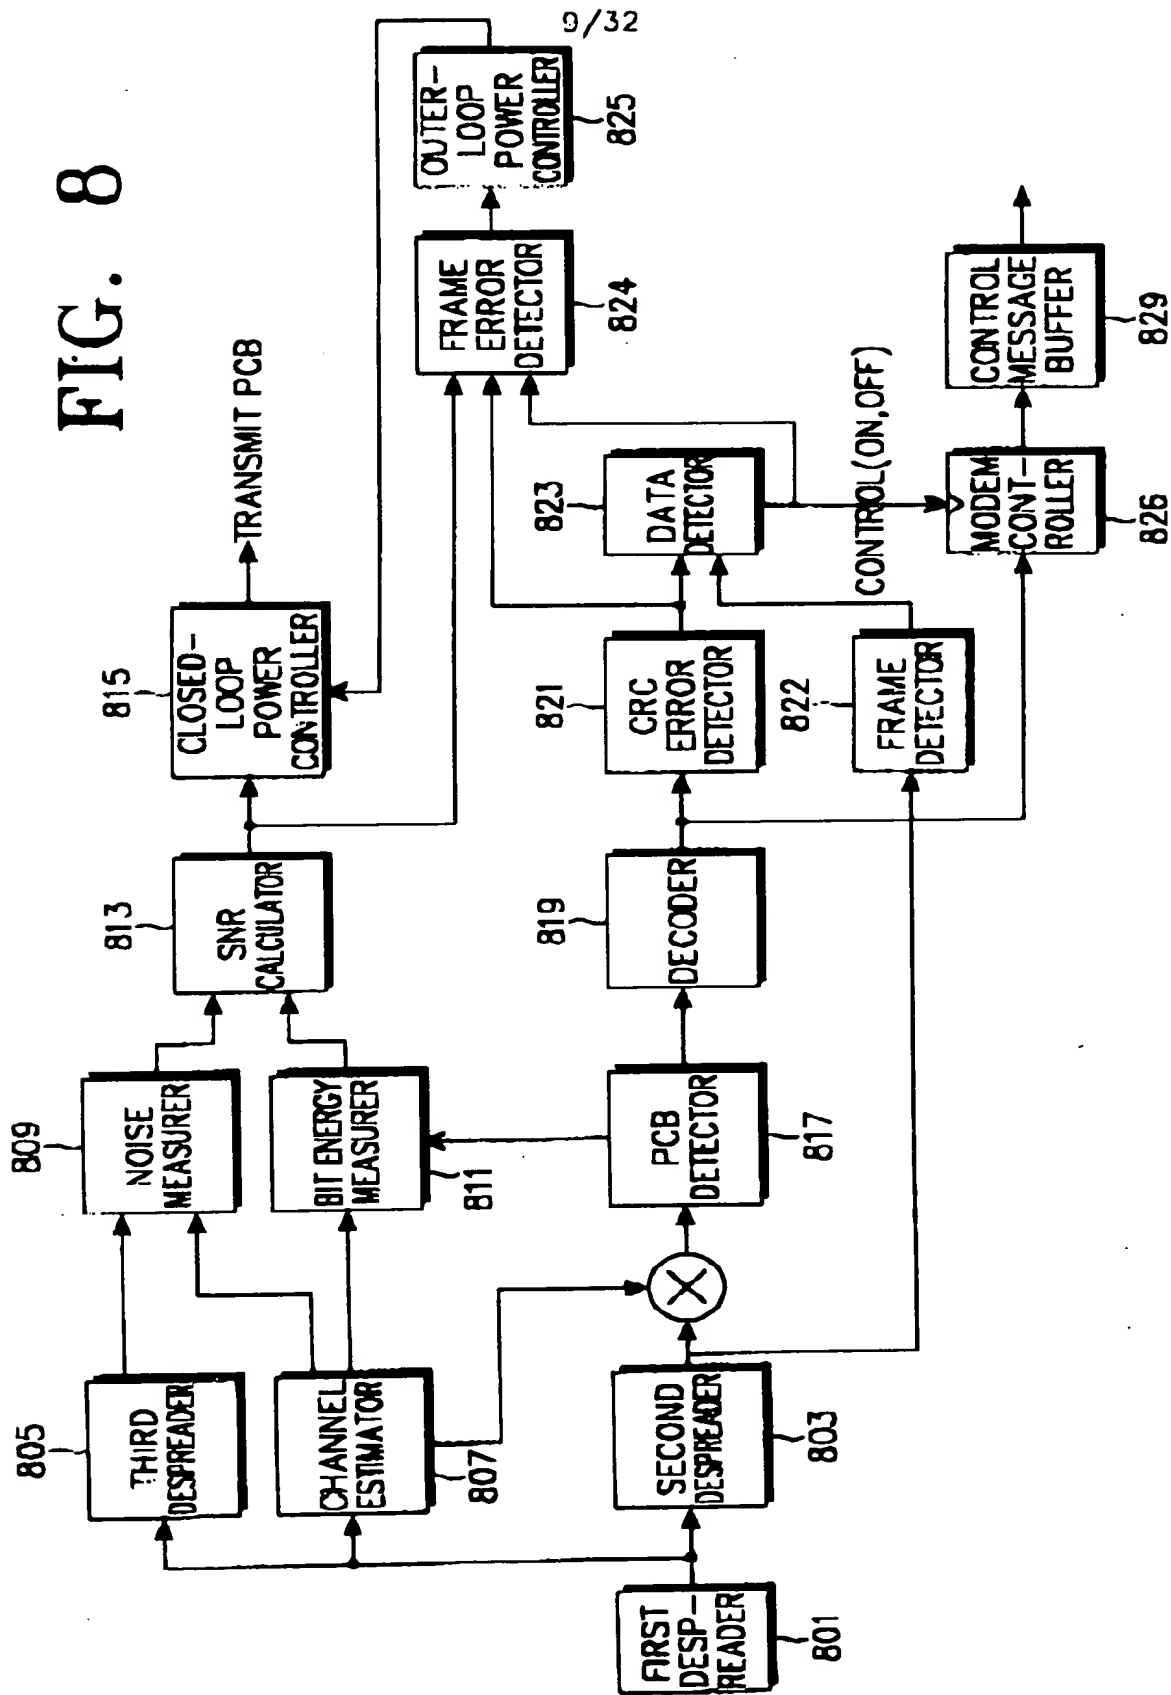 9/32
FIG. 8
809
NOISE
MEASURER
805
THIRD
DESPREADER
CHANNEL
ESTIMATOR
807
BIT ENERGY
MEASURER
811
813
SNR
CALCULATOR
815
CLOSED-
LOOP
POWER
CONTROLLER
TRANSMIT PCB
FIRST
DESP-
READER
801
SECOND
DESPREADER
803
PCB
DETECTOR
817
819
DECODER
821
CRC
ERROR
DETECTOR
822
FRAME
DETECTOR
823
DATA
DETECTOR
FRAME
ERROR
DETECTOR
824
OUTER-
LOOP
POWER
CONTROLLER
825
CONTROL(ON,OFF)
MODEM
CONT-
ROLLER
826
CONTROL
MESSAGE
BUFFER
829